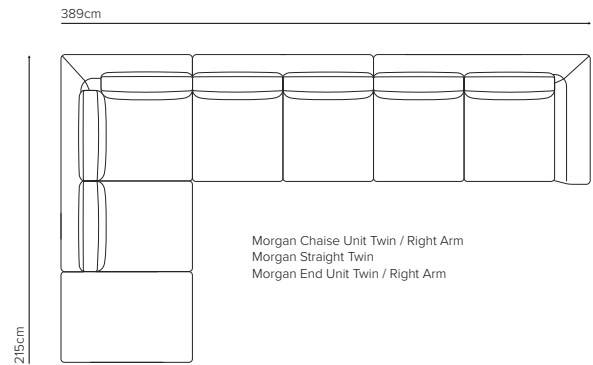 389cm
Morgan Chaise Unit Twin / Right Arm
Morgan Straight Twin
Morgan End Unit Twin / Right Arm
215cm